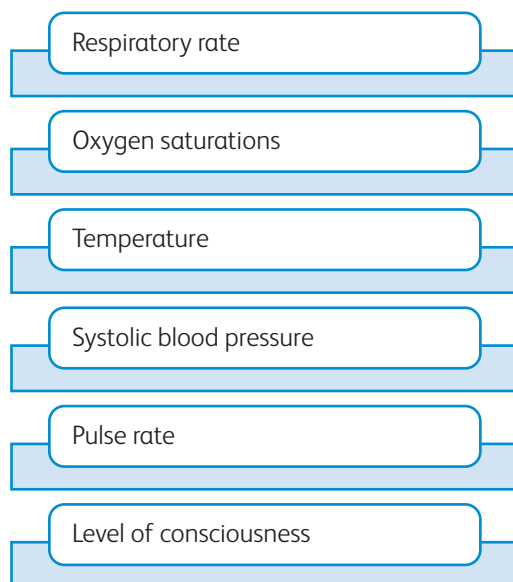 Respiratory rate
Oxygen saturations
Temperature
Systolic blood pressure
Pulse rate
Level of consciousness